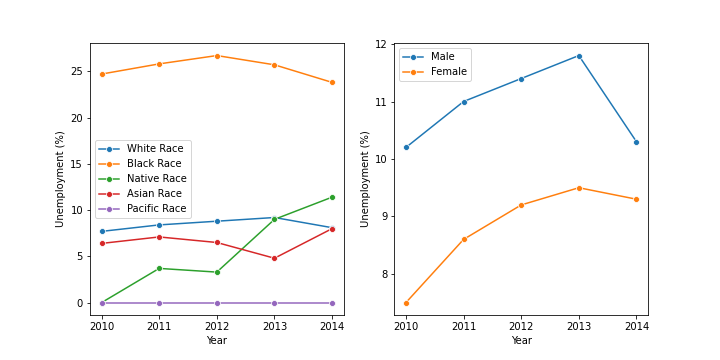 Unemployment (%)
25
20
15
10
5
0
White Race
Black Race
Native Race
Asian Race
Pacific Race
2010 2011 2012 2013 2014
Year
Unemployment (%)
12
11
10
9
8
Male
Female
2010 2011 2012 2013 2014
Year